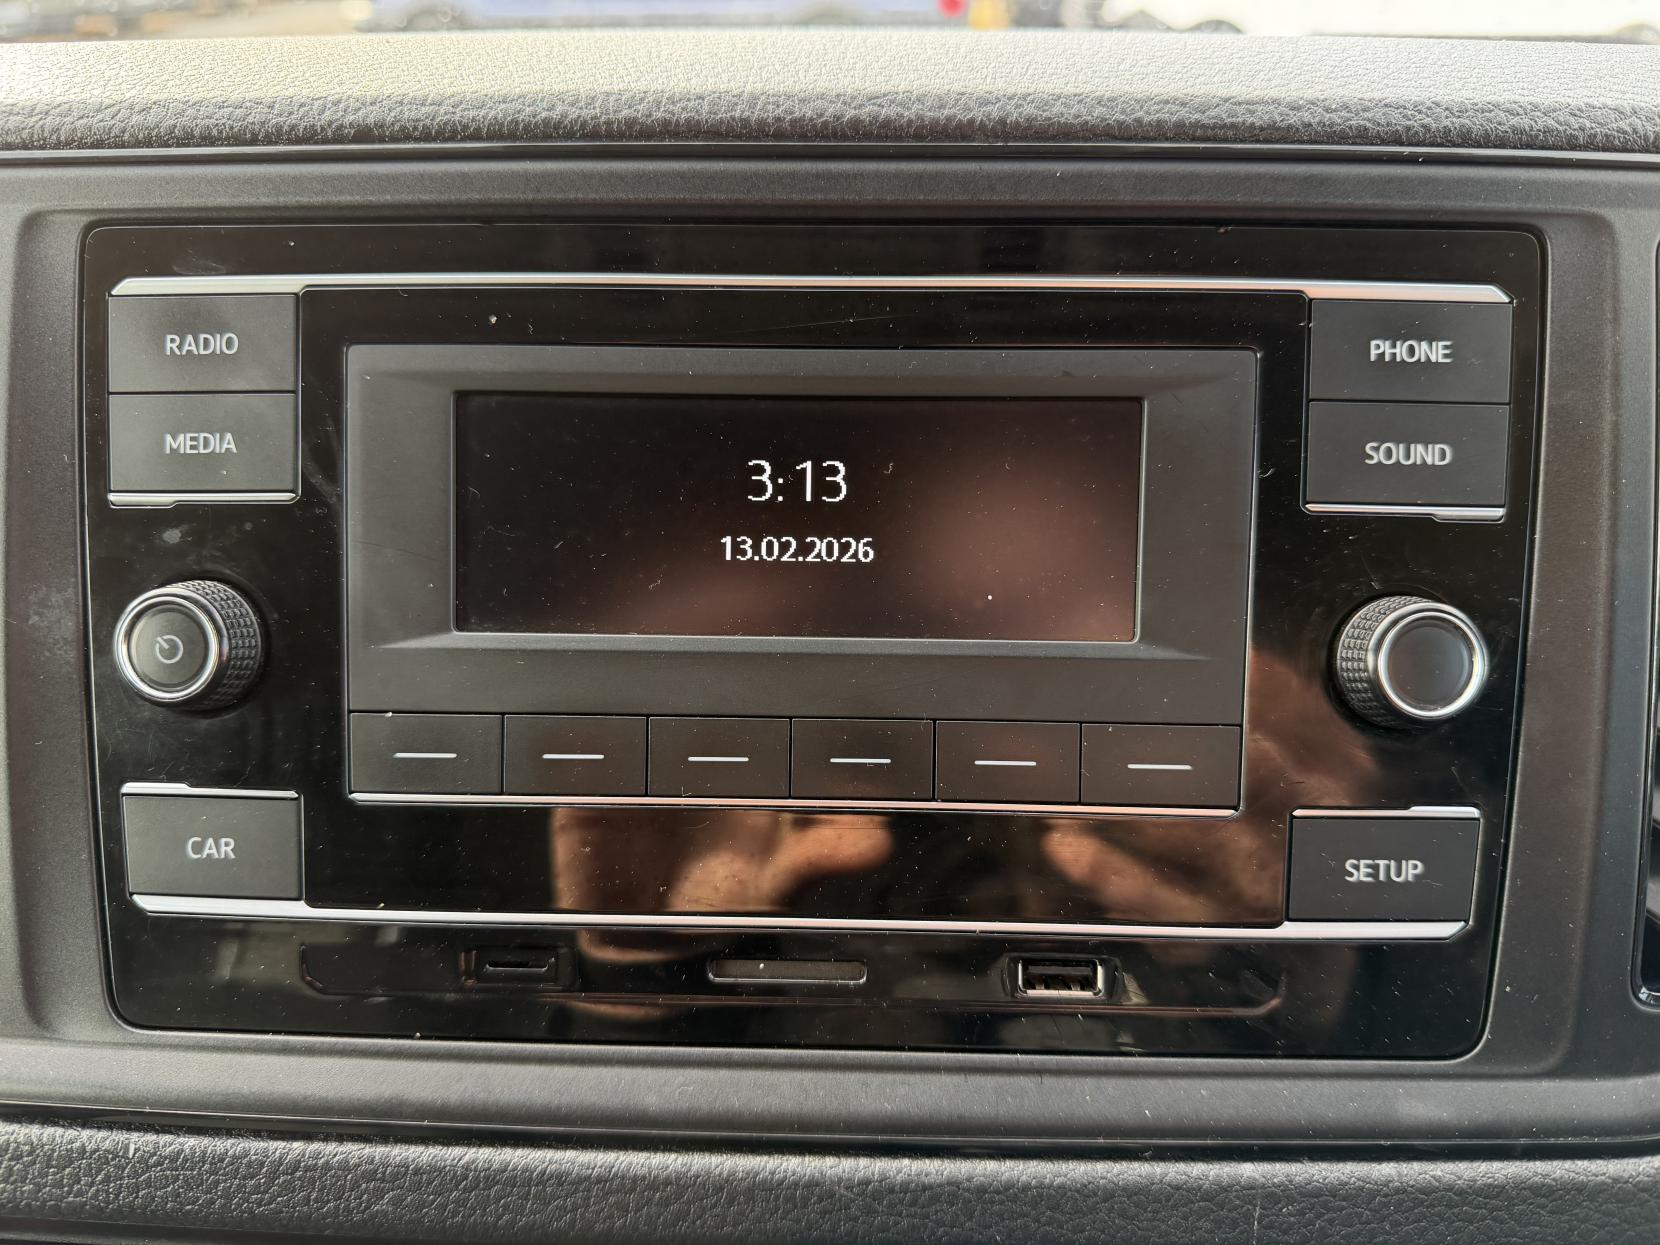 RADIO
MEDIA
PHONE
SOUND
3:13
13.02.2026
CAR
SETUP